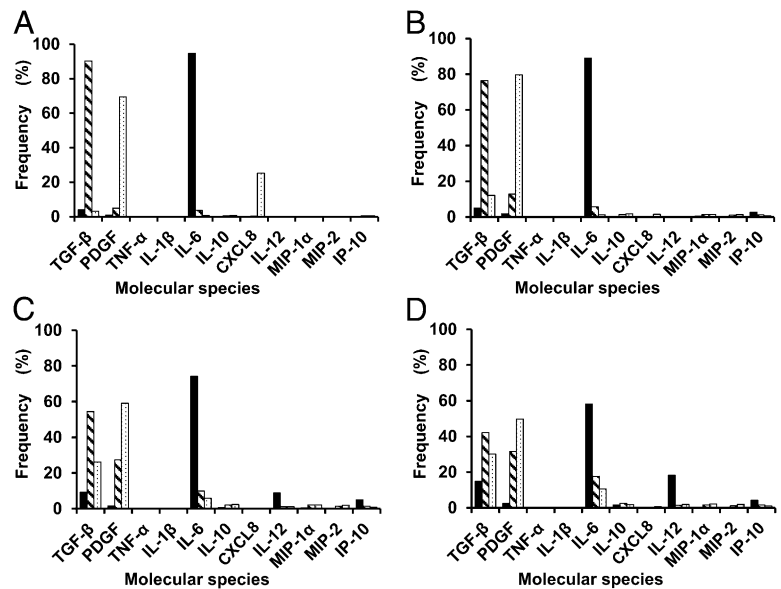 A
Frequency (%)
100
80
60
40
20
0
TGF-β PDGF TNF-α IL-1β IL-6 IL-10 CXCL8 IL-12 MIP-1α MIP-2 IP-10
Molecular species
B
Frequency (%)
100
80
60
40
20
0
TGF-β PDGF TNF-α IL-1β IL-6 IL-10 CXCL8 IL-12 MIP-1α MIP-2 IP-10
Molecular species
C
Frequency (%)
100
80
60
40
20
0
TGF-β PDGF TNF-α IL-1β IL-6 IL-10 CXCL8 IL-12 MIP-1α MIP-2 IP-10
Molecular species
D
Frequency (%)
100
80
60
40
20
0
TGF-β PDGF TNF-α IL-1β IL-6 IL-10 CXCL8 IL-12 MIP-1α MIP-2 IP-10
Molecular species